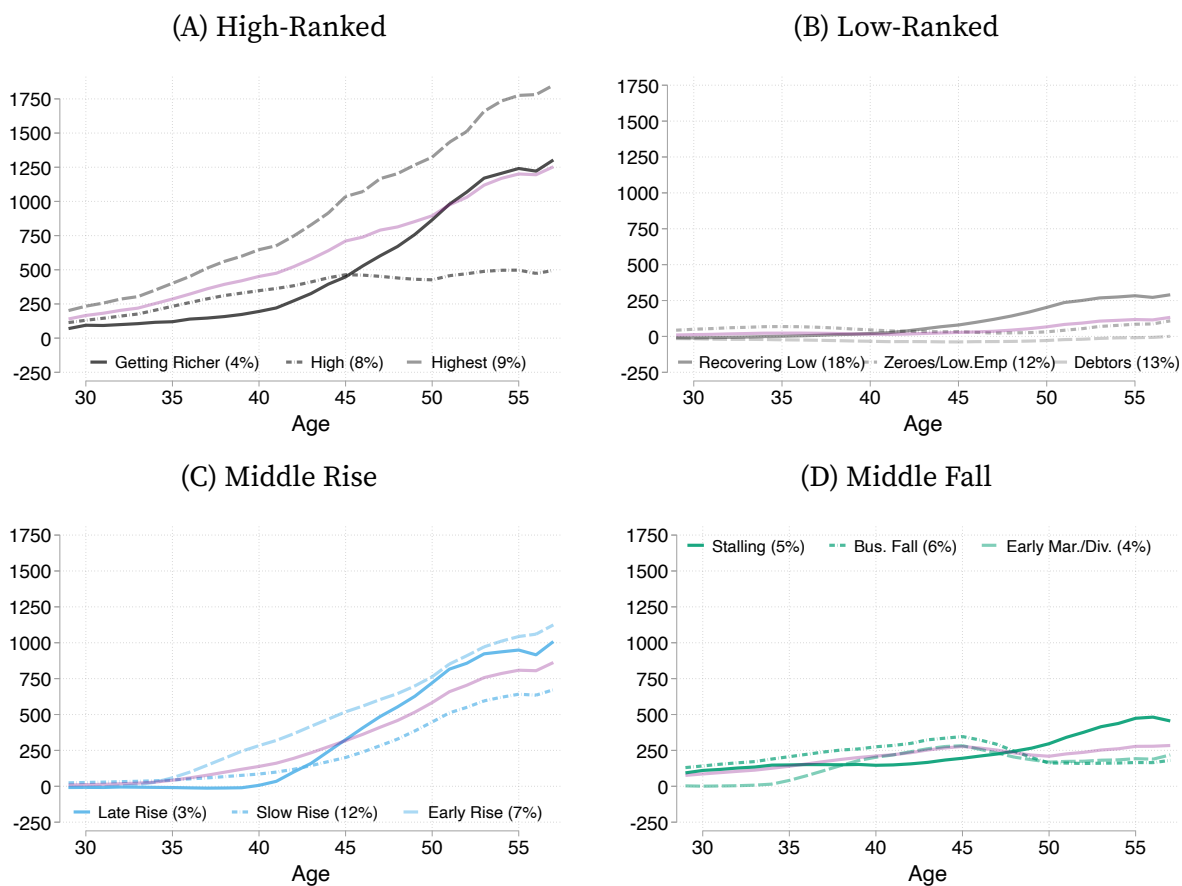 (A) High-Ranked
1750
1500
1250
1000
750
500
250
0
-250
Getting Richer (4%) High (8%) Highest (9%)
30 35 40 45 50 55
Age
(B) Low-Ranked
1750
1500
1250
1000
750
500
250
0
-250
Recovering Low (18%) Zeroes/Low.Emp (12%) Debtors (13%)
30 35 40 45 50 55
Age
(C) Middle Rise
1750
1500
1250
1000
750
500
250
0
-250
Late Rise (3%) Slow Rise (12%) Early Rise (7%)
30 35 40 45 50 55
Age
(D) Middle Fall
Stalling (5%) Bus. Fall (6%) Early Mar./Div. (4%)
1750
1500
1250
1000
750
500
250
0
-250
30 35 40 45 50 55
Age